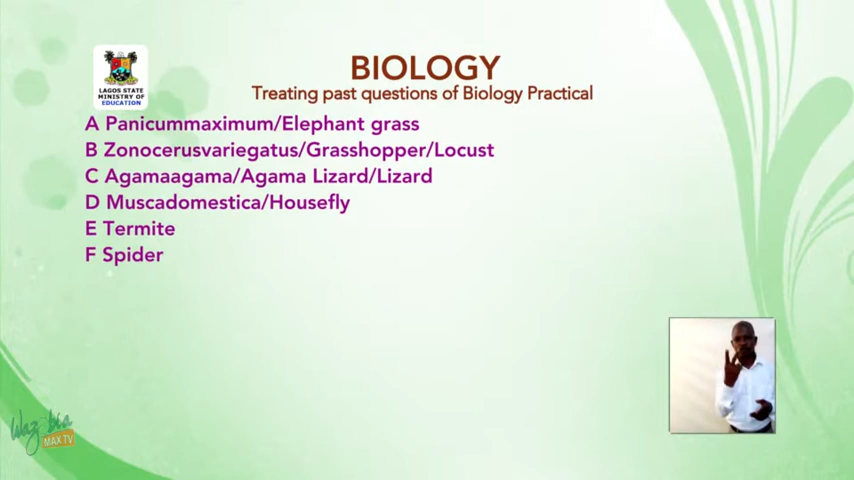 BIOLOGY
Treating past questions of Biology Practical
LAGOS STATE
MINISTRY OF
EDUCATION
A Panicummaximum/Elephant grass
B Zonocerusvariegatus/Grasshopper/Locust
C Agamaagama/Agama Lizard/Lizard
D Muscadomestica/Housefly
E Termite
F Spider
MAX TV